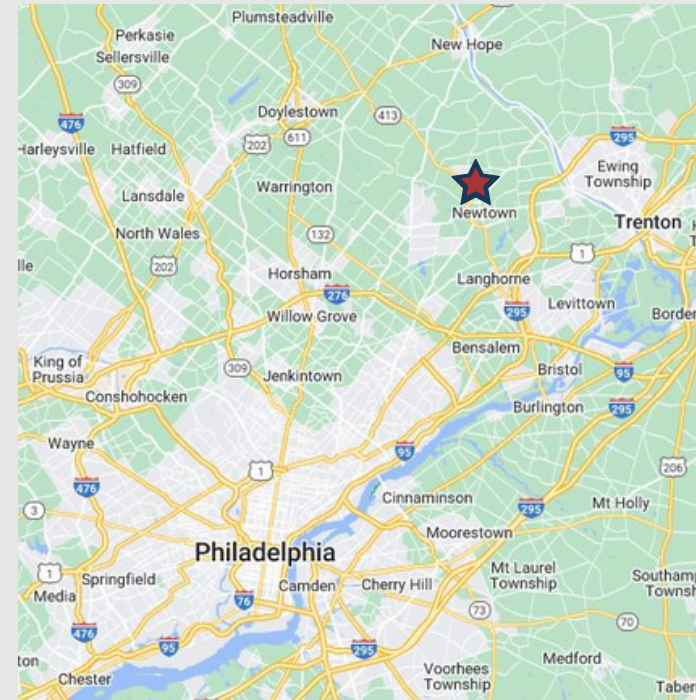 Plumsteadville
Perkasie
New Hope
Sellersville
309
Doylestown
413
476
611
295
202
Harleysville
Hatfield
Ewing
Township
Warrington
Lansdale
Newtown
Trenton
North Wales
132
1
202
lle
Horsham
Langhorne
276
Levittown
295
Willow Grove
Border
Bensalem
King of
Prussia
309
Jenkintown
Bristol
95
Conshohocken
Burlington
295
Wayne
95
1
206
476
Cinnaminson
3
295
Mt Holly
Moorestown
Philadelphia
1
Springfield
Camden
Cherry Hill
Mt Laurel
Township
Southamp
Townsh
Media
76
73
70
476
95
295
ton
Medford
Voorhees
Township
Chester
Taber